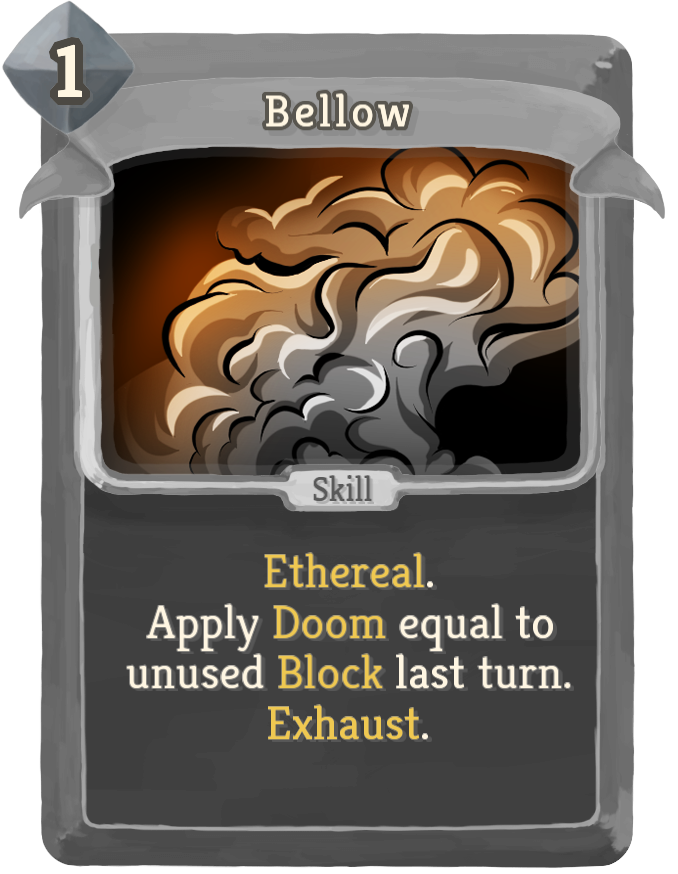 1
Bellow
Skill
Ethereal.
Apply Doom equal to
unused Block last turn.
Exhaust.